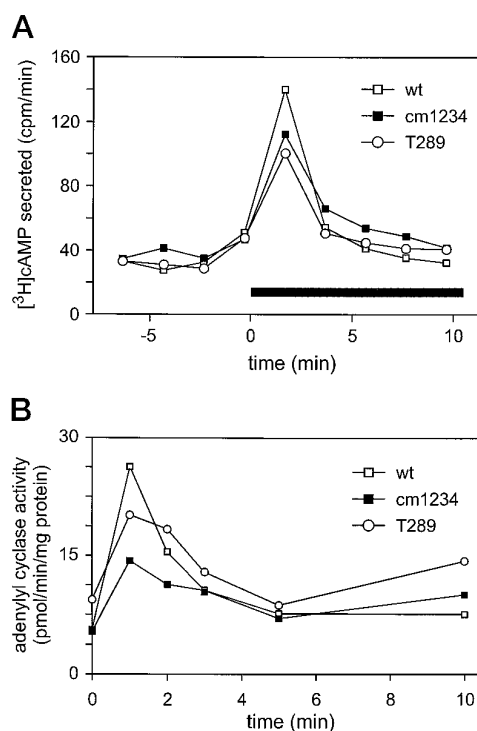 A
[³H]cAMP secreted (cpm/min)
160
120
80
40
0
wt
cm1234
T289
-5
0
5
10
time (min)
B
adenylyl cyclase activity
(pmol/min/mg protein)
30
15
0
wt
cm1234
T289
0
2
4
6
8
10
time (min)